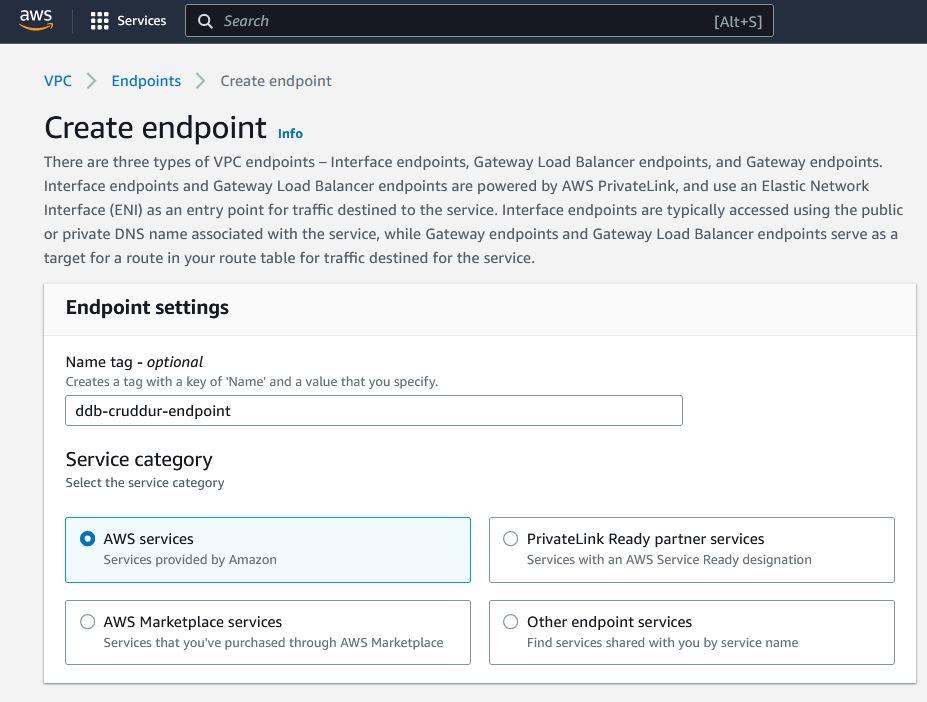 aws
Services
Search
[Alt+S]
VPC
Endpoints
Create endpoint
Create endpoint Info
There are three types of VPC endpoints – Interface endpoints, Gateway Load Balancer endpoints, and Gateway endpoints.
Interface endpoints and Gateway Load Balancer endpoints are powered by AWS PrivateLink, and use an Elastic Network
Interface (ENI) as an entry point for traffic destined to the service. Interface endpoints are typically accessed using the public
or private DNS name associated with the service, while Gateway endpoints and Gateway Load Balancer endpoints serve as a
target for a route in your route table for traffic destined for the service.
Endpoint settings
Name tag - optional
Creates a tag with a key of 'Name' and a value that you specify.
ddb-cruddur-endpoint
Service category
Select the service category
AWS services
Services provided by Amazon
PrivateLink Ready partner services
Services with an AWS Service Ready designation
AWS Marketplace services
Services that you've purchased through AWS Marketplace
Other endpoint services
Find services shared with you by service name